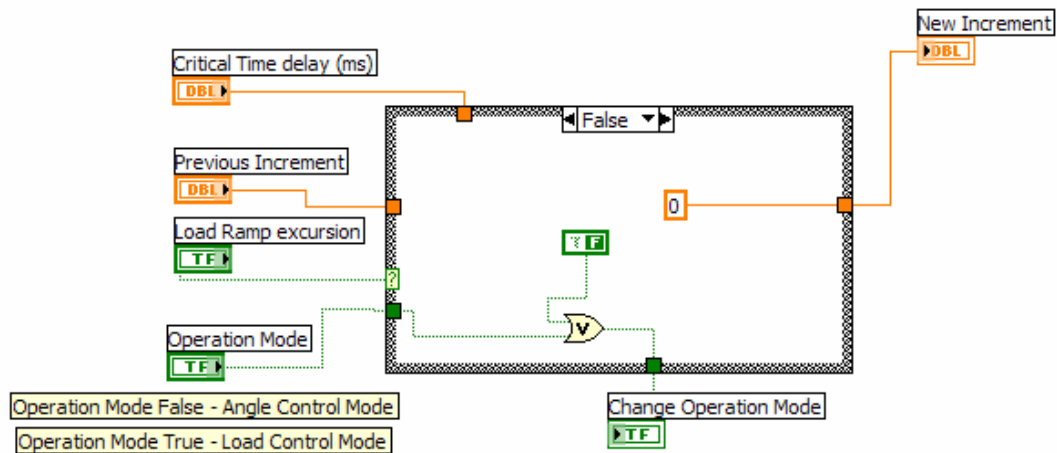 New Increment
DBL
Critical Time delay (ms)
DBL
False
Previous Increment
DBL
0
Load Ramp excursion
TF
F
?
V
Operation Mode
TF
Operation Mode False - Angle Control Mode
Change Operation Mode
TF
Operation Mode True - Load Control Mode